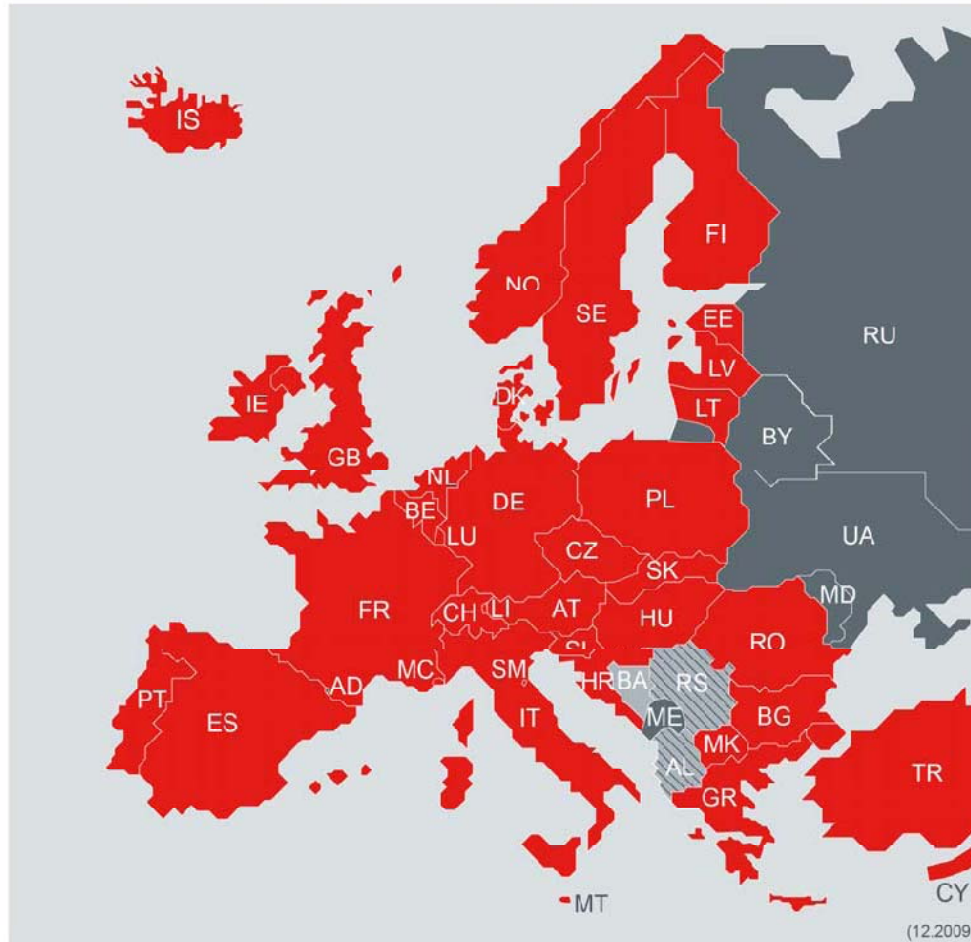 IS
FI
NO
SE
EE
RU
LV
DK
LT
IE
BY
GB
NL
DE
PL
BE
LU
UA
CZ
SK
MD
FR
CH
LI
AT
HU
SI
RO
MC
SM
HR
BA
RS
PT
AD
ES
IT
ME
BG
MK
AL
TR
GR
CY
MT
(12.2009